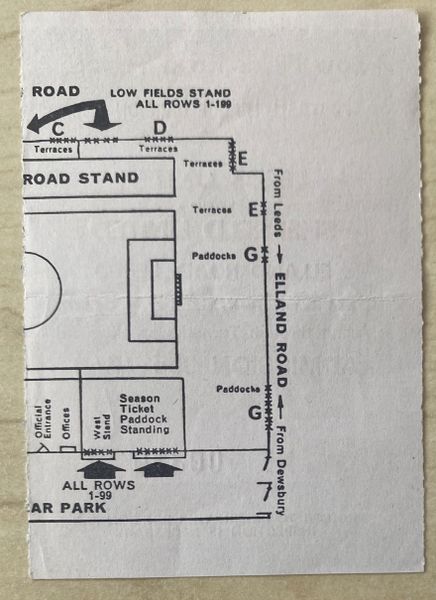 ROAD
LOW FIELDS STAND
ALL ROWS 1-199
C
D
Terraces
Terraces
Terraces
E
ROAD STAND
Terraces
E
From Leeds
Paddocks
G
ELLAND ROAD
Paddocks
G
From Dewsbury
Official
Entrance
Offices
West
Stand
Season
Ticket
Paddock
Standing
ALL ROWS
1-99
AR PARK